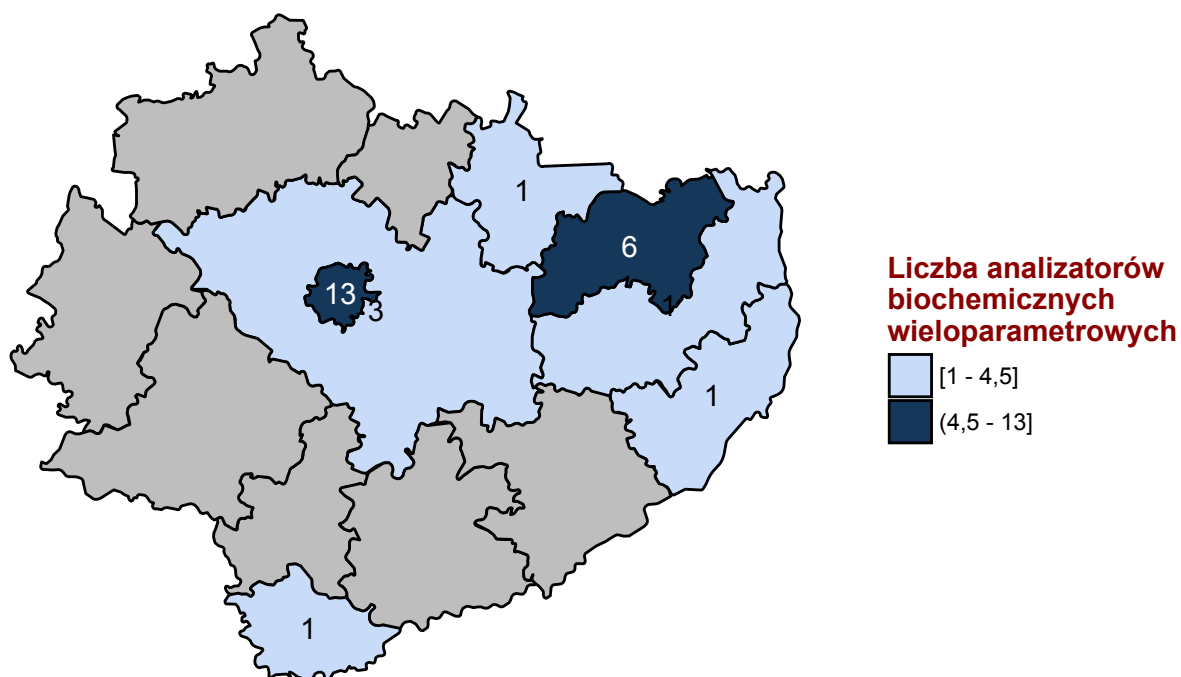 1
6
13
3
1
1
1
Liczba analizatorów
biochemicznych
wieloparametrowych
[1 - 4,5]
(4,5 - 13]